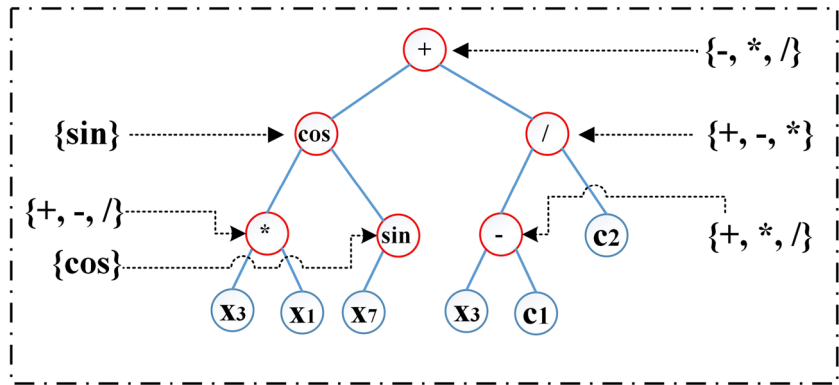 + {-, *, /}
{sin} cos / {+, -, *}
{+, -, /} * sin - c2 {+, *, /}
{cos}
x3 x1 x7 x3 c1